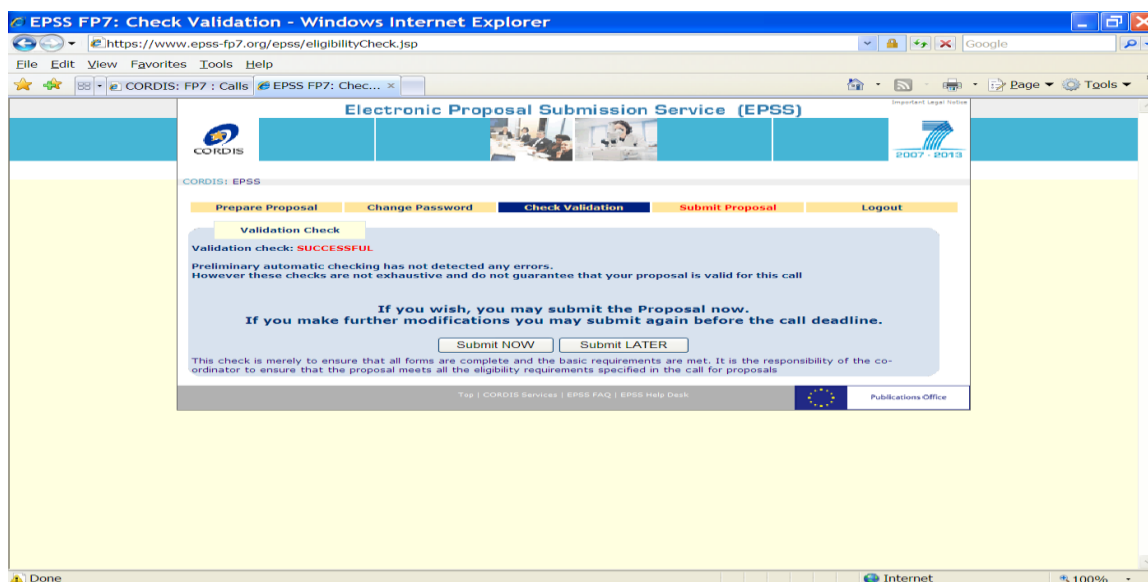 EPSS FP7: Check Validation - Windows Internet Explorer
https://www.epss-fp7.org/epss/eligibilityCheck.jsp
Google
File Edit View Favorites Tools Help
CORDIS: FP7 : Calls
EPSS FP7: Chec...
Page
Tools
Electronic Proposal Submission Service (EPSS)
Important Legal Notice
CORDIS
7
2007 - 2013
CORDIS: EPSS
Prepare Proposal Change Password Check Validation Submit Proposal Logout
Validation Check
Validation check: SUCCESSFUL
Preliminary automatic checking has not detected any errors.
However these checks are not exhaustive and do not guarantee that your proposal is valid for this call
If you wish, you may submit the Proposal now.
If you make further modifications you may submit again before the call deadline.
Submit NOW Submit LATER
This check is merely to ensure that all forms are complete and the basic requirements are met. It is the responsibility of the co-
ordinator to ensure that the proposal meets all the eligibility requirements specified in the call for proposals
Top | CORDIS Services | EPSS FAQ | EPSS Help Desk
Publications Office
Done
Internet
100%